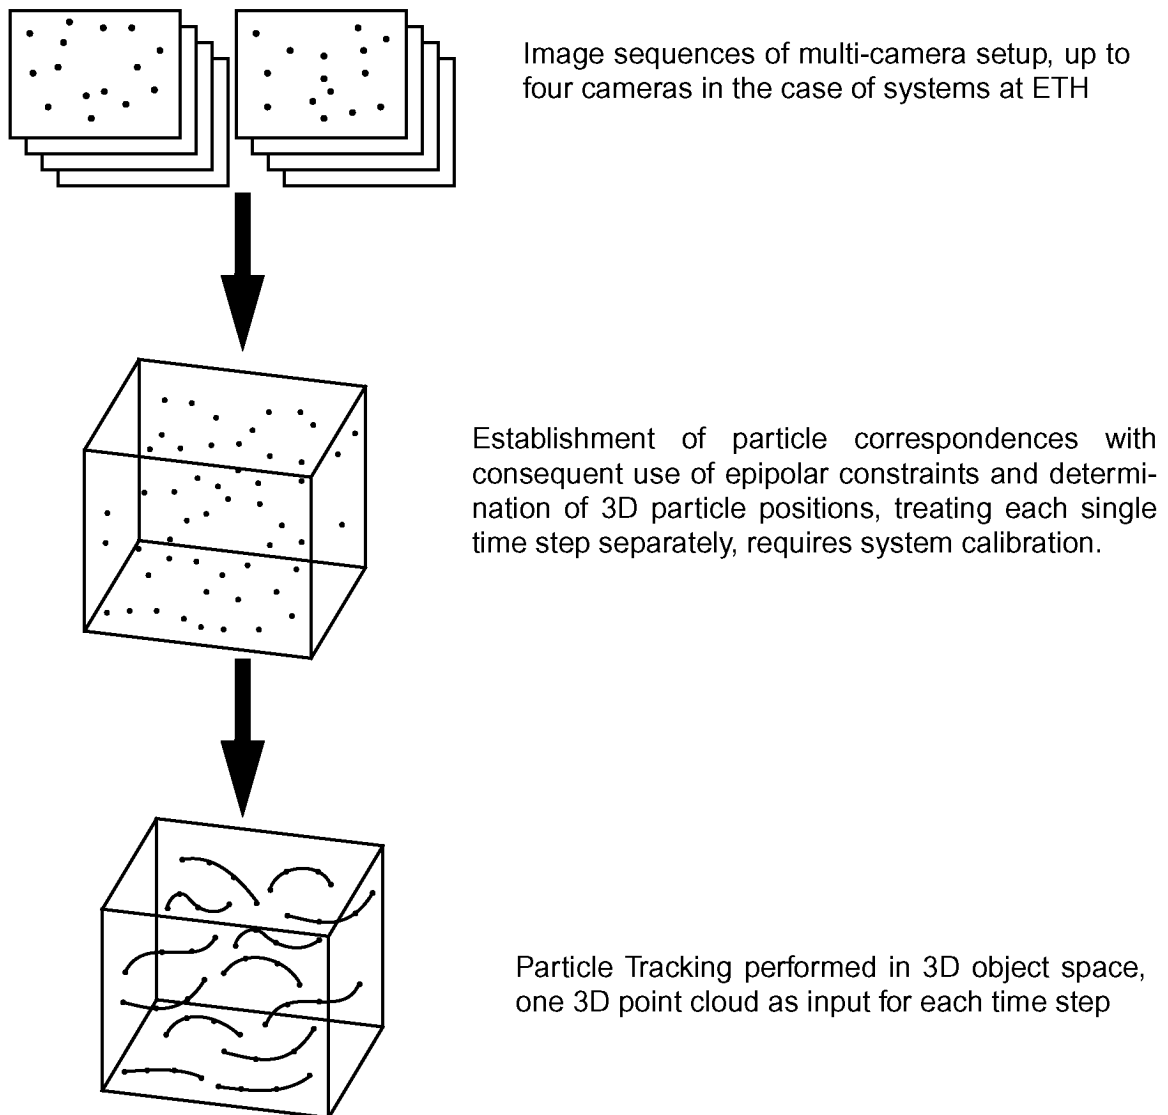 Image sequences of multi-camera setup, up to
four cameras in the case of systems at ETH
Establishment of particle correspondences with
consequent use of epipolar constraints and determi-
nation of 3D particle positions, treating each single
time step separately, requires system calibration.
Particle Tracking performed in 3D object space,
one 3D point cloud as input for each time step